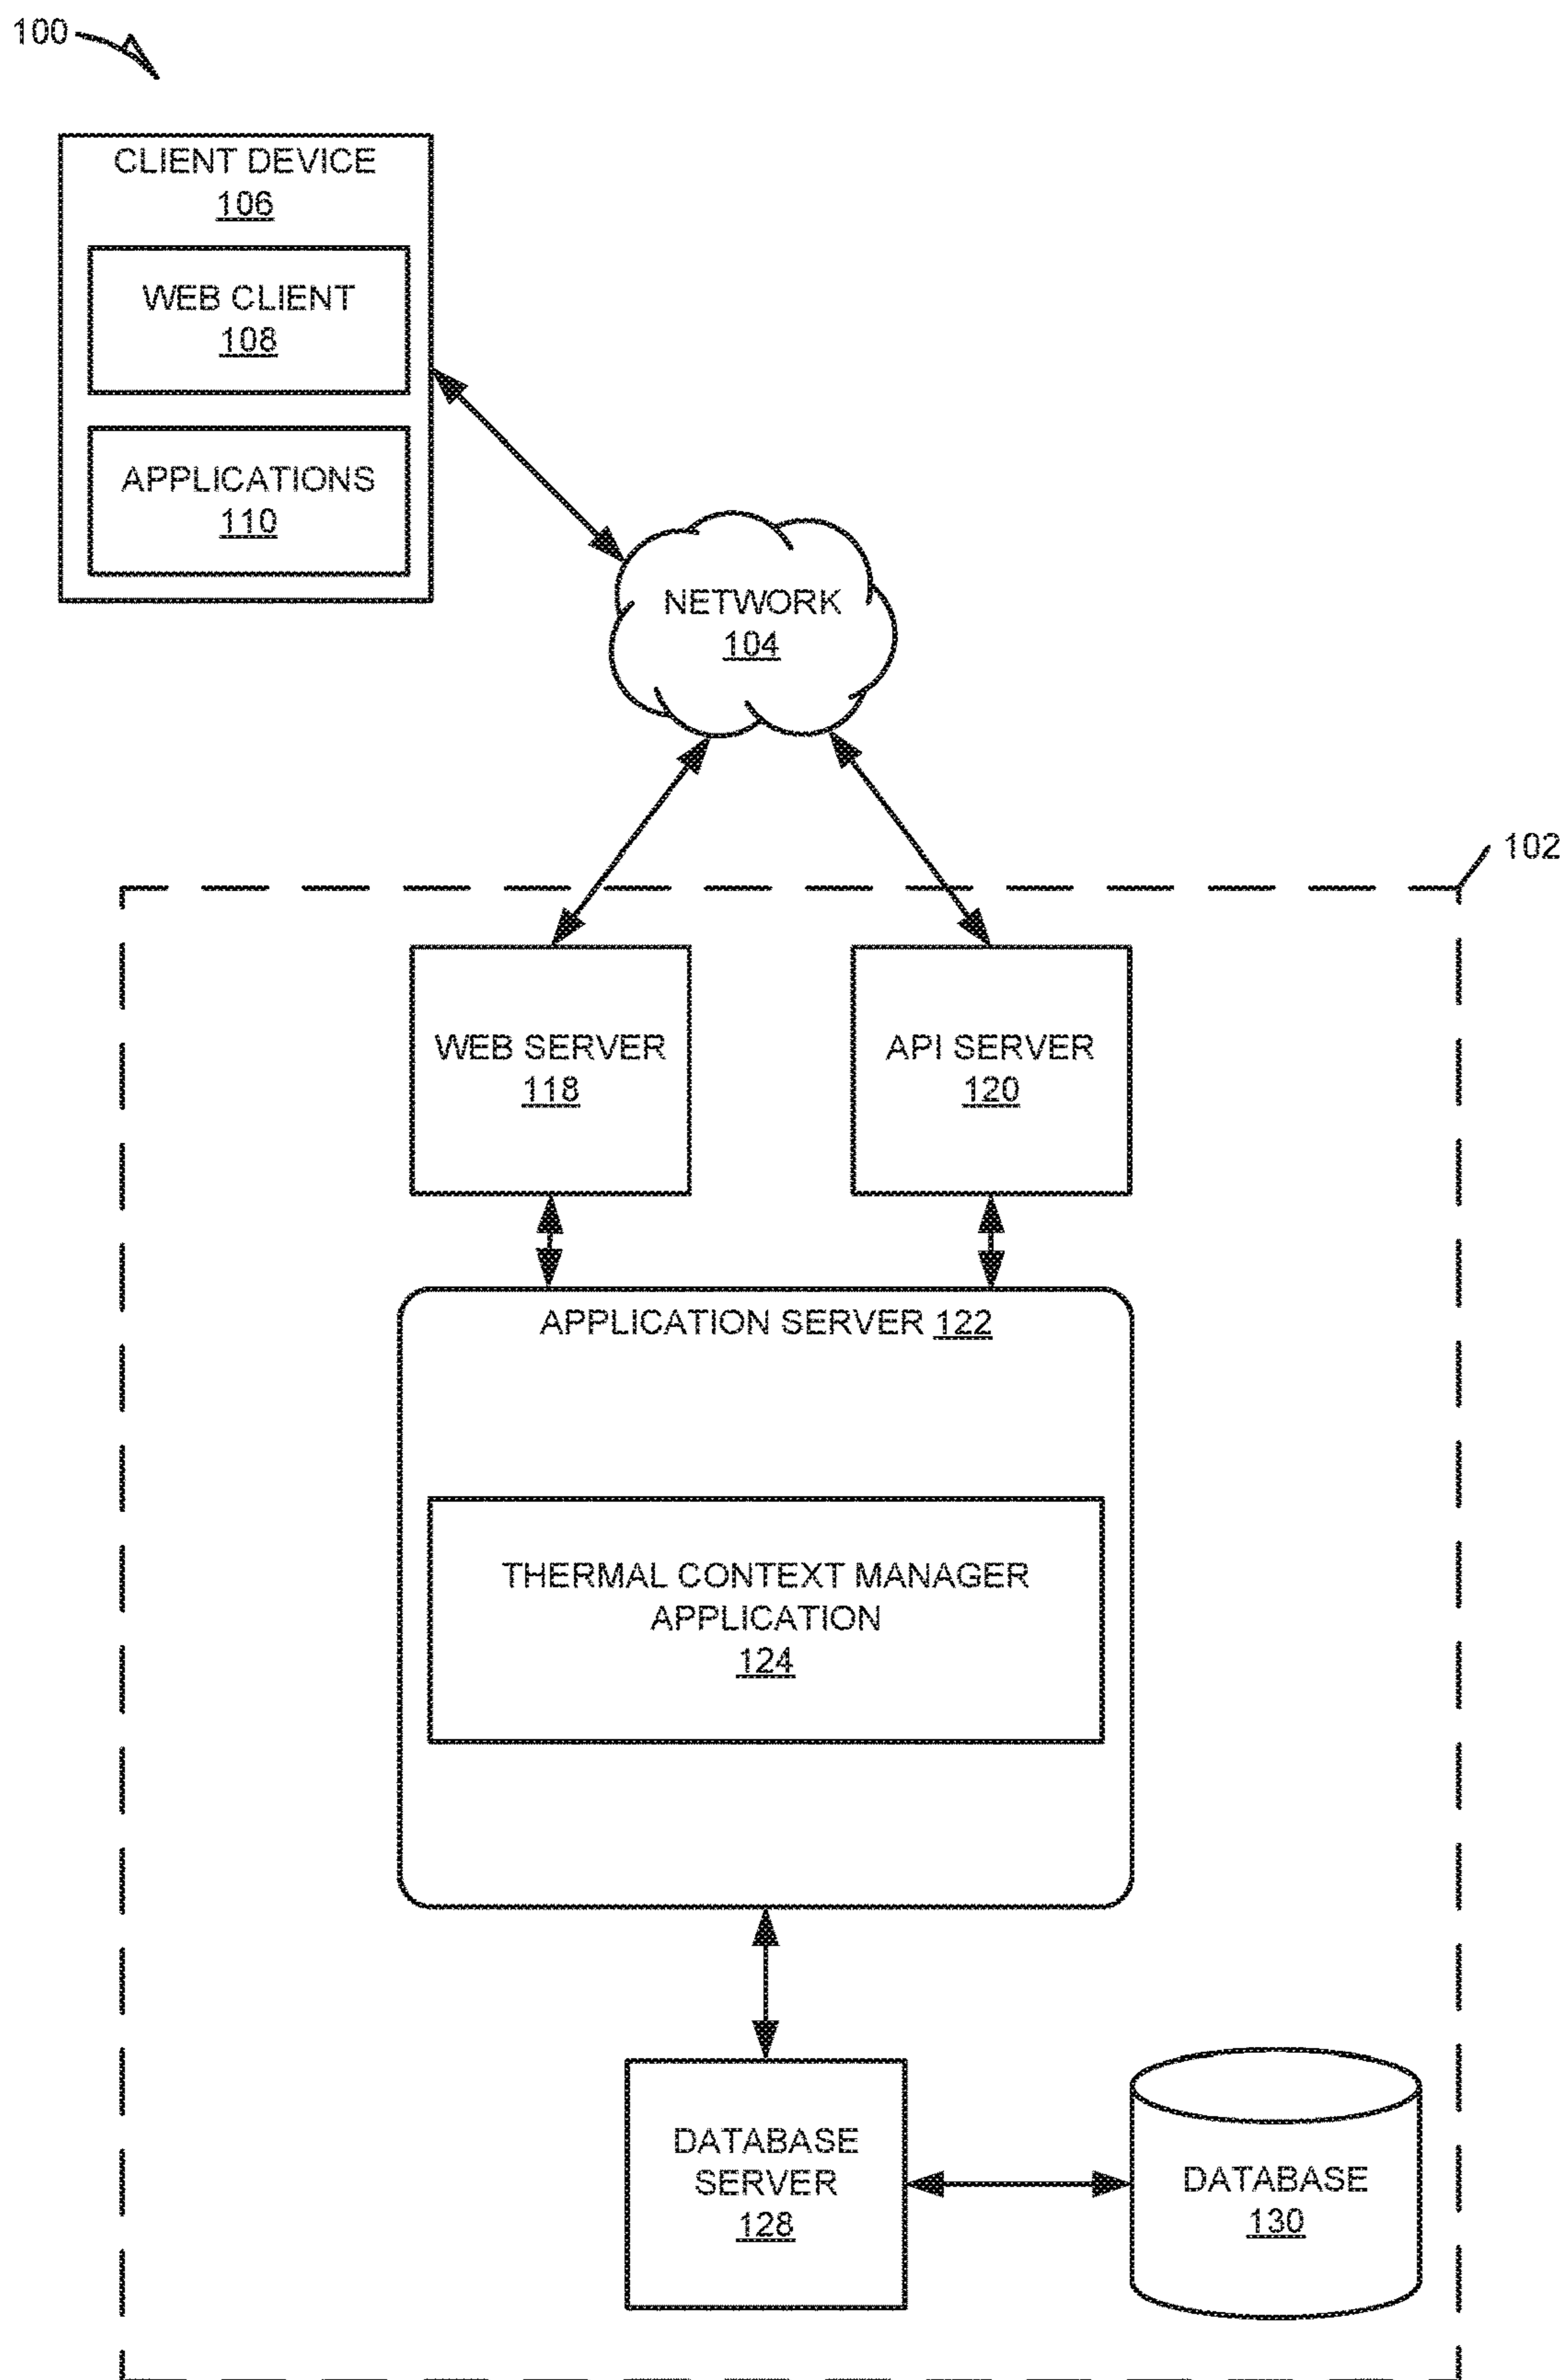 100
CLIENT DEVICE
106
WEB CLIENT
108
APPLICATIONS
110
NETWORK
104
102
WEB SERVER
118
API SERVER
120
APPLICATION SERVER 122
THERMAL CONTEXT MANAGER
APPLICATION
124
DATABASE
SERVER
128
DATABASE
130